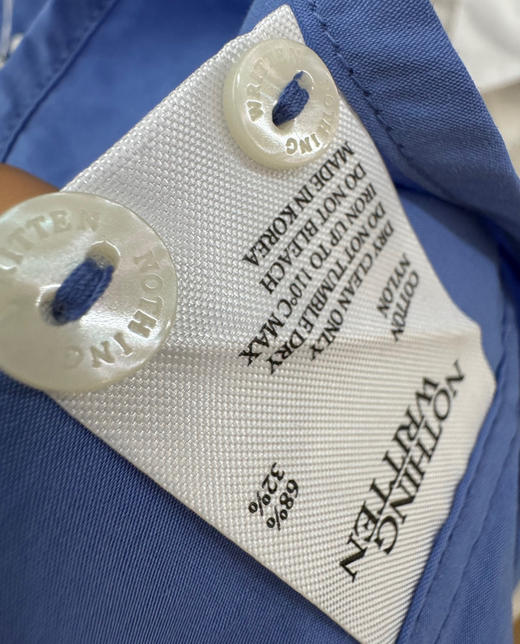 NOTHING
WRITTEN
COTTON 68%
NYLON 32%
DRY CLEAN ONLY
DO NOT TUMBLE DRY
IRON UP TO 110°C MAX
DO NOT BLEACH
MADE IN KOREA
WRITTEN NOTHING
WRITTEN NOTHING